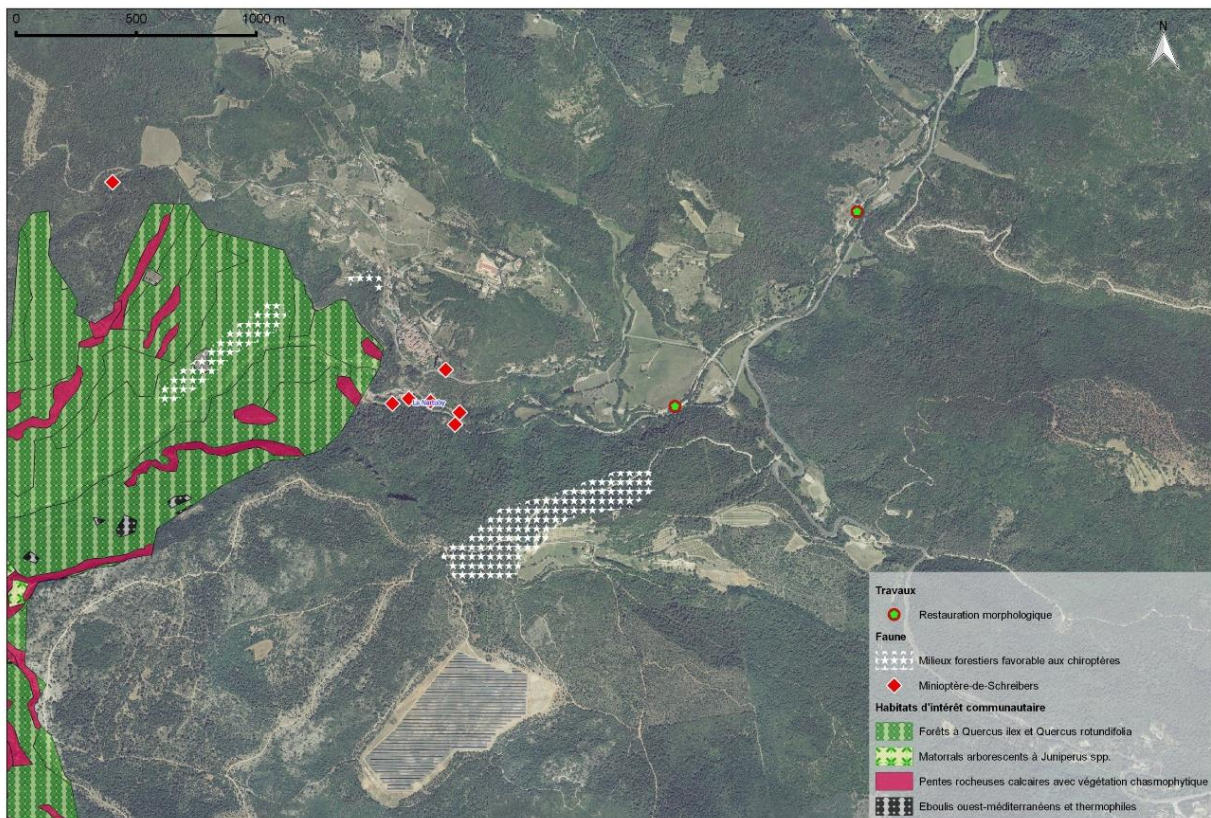 0 500 1000 m
N
La Nartuby
Travaux
Restauration morphologique
Faune
Milieux forestiers favorable aux chiroptères
Minioptère-de-Schreibers
Habitats d'intérêt communautaire
Forêts à Quercus ilex et Quercus rotundifolia
Matorrals arborescents à Juniperus spp.
Pentes rocheuses calcaires avec végétation chasmophytique
Eboulis ouest-méditerranéens et thermophiles